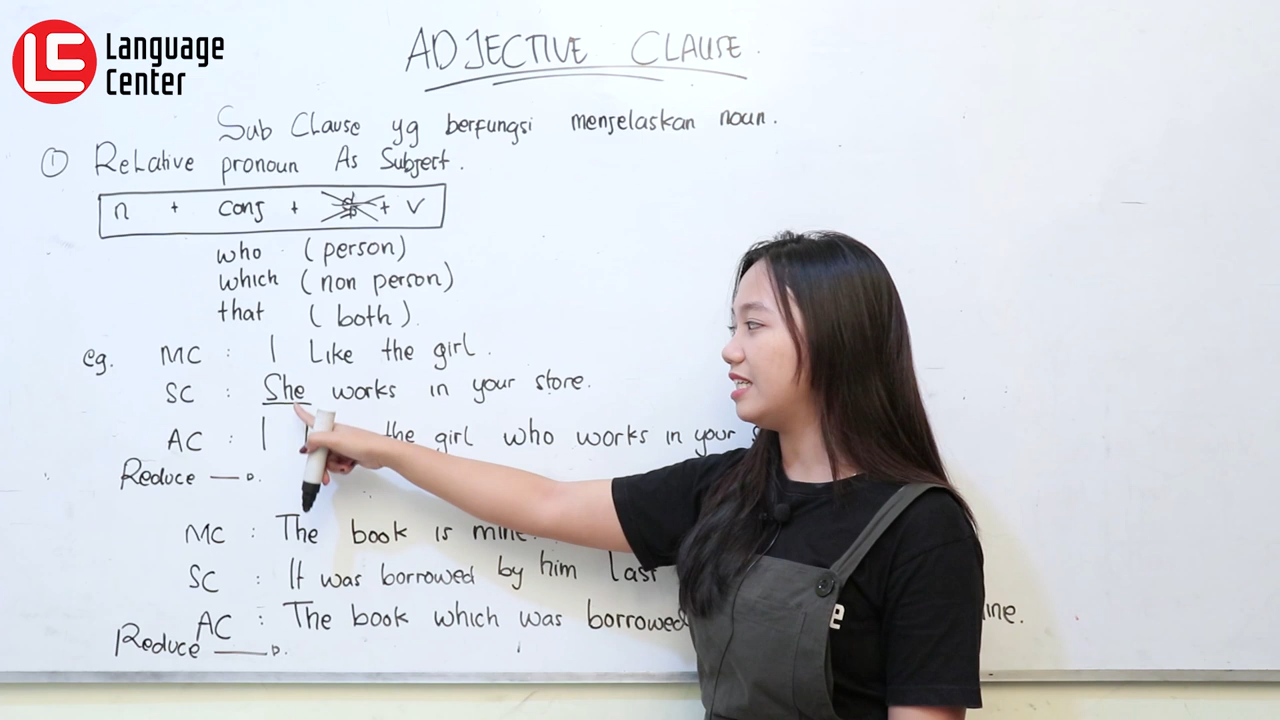 Language
Center
ADJECTIVE CLAUSE.
Sub Clause yg berfungsi menjelaskan noun.
① Relative pronoun As Subject.
n + conj + + v
who (person)
which (non person)
that (both).
eg. MC : I Like the girl.
SC : She works in your store.
AC : I the girl who works in your
Reduce
MC : The book is mine.
SC : It was borrowed by him Last
AC : The book which was borrowed
Reduce